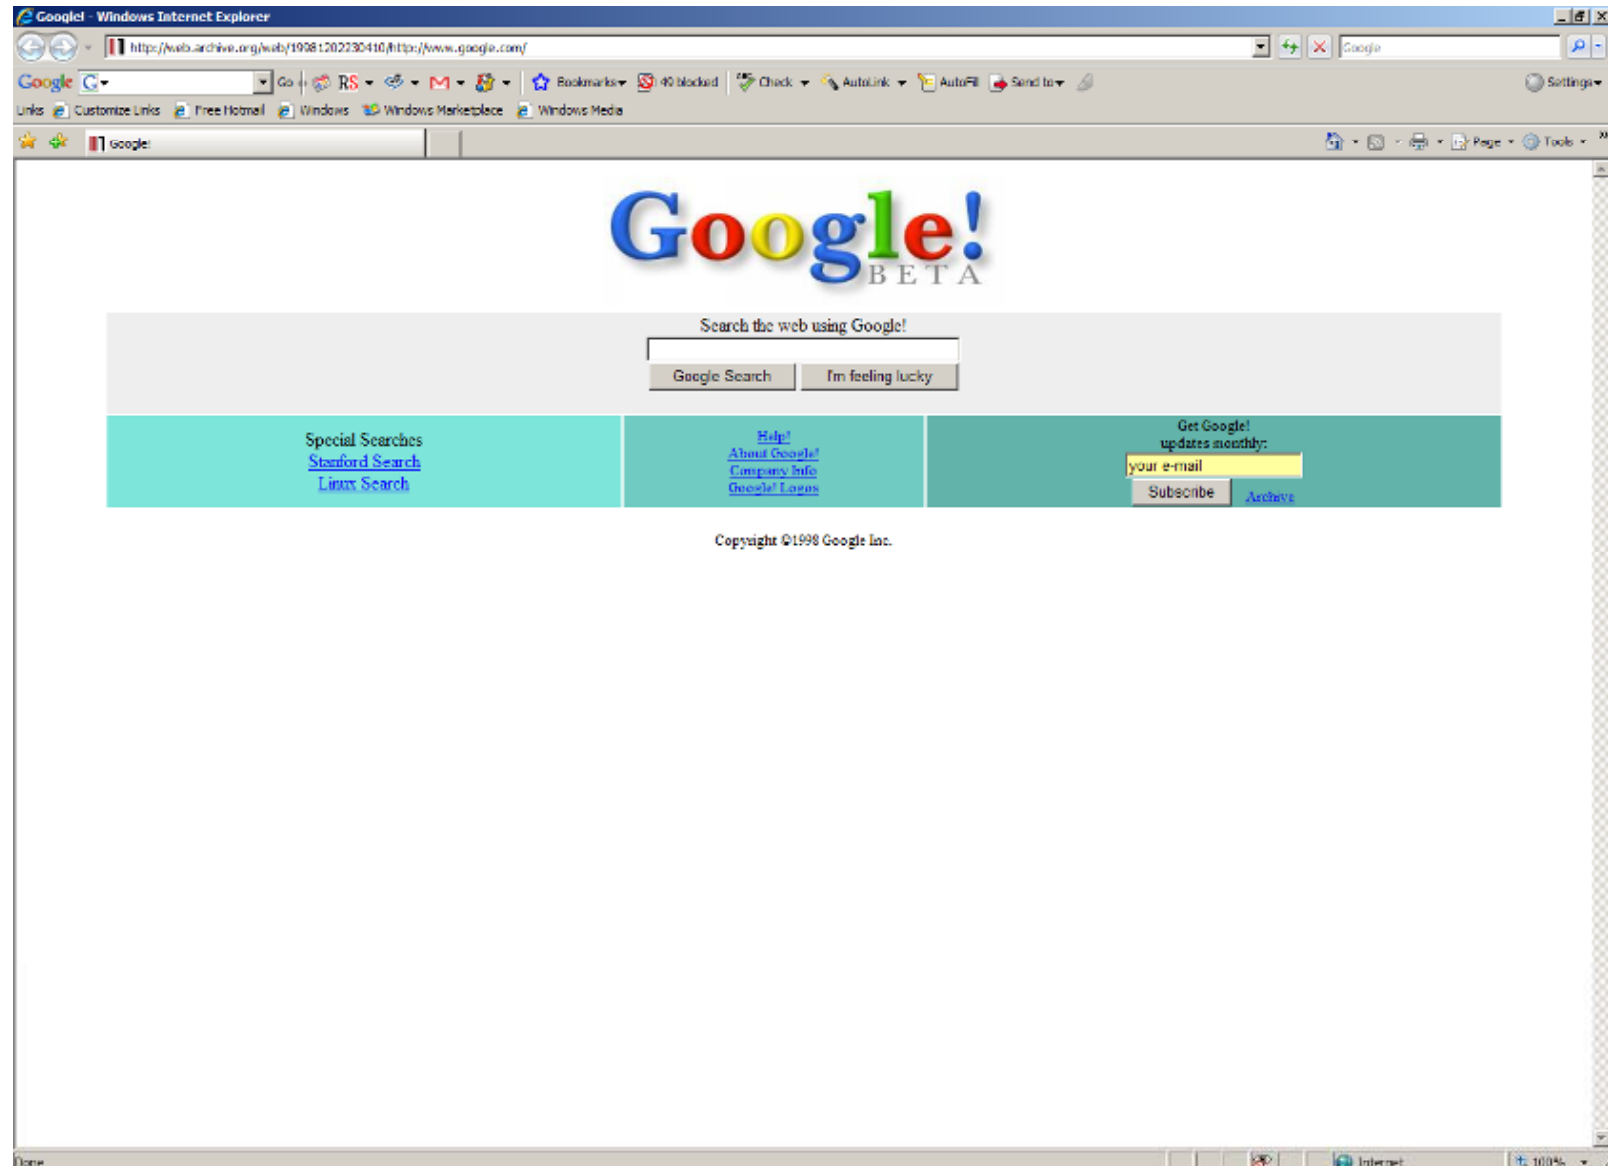 Google! - Windows Internet Explorer
http://web.archive.org/web/19981202230410/http://www.google.com/
Google
Google G Go RS Bookmarks 49 blocked Check AutoLink AutoFill Send to Settings
Links Customize Links Free Hotmail Windows Windows Marketplace Windows Media
Google! Page Tools
Google!
BETA
Search the web using Google!
Google Search I'm feeling lucky
Special Searches
Stanford Search
Linux Search
Help!
About Google!
Company Info
Google! Logos
Get Google!
updates monthly:
your e-mail
Subscribe Archive
Copyright ©1998 Google Inc.
Done Internet 100%